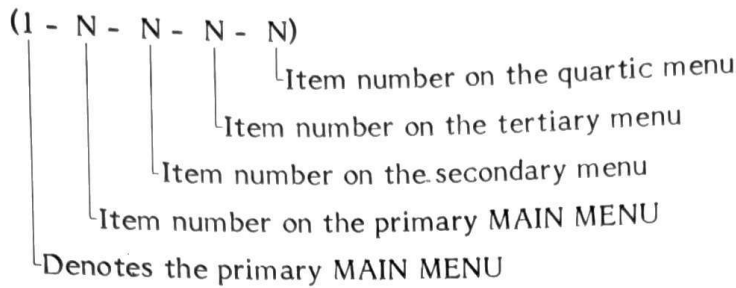 (1 - N - N - N - N)
Item number on the quartic menu
Item number on the tertiary menu
Item number on the secondary menu
Item number on the primary MAIN MENU
Denotes the primary MAIN MENU